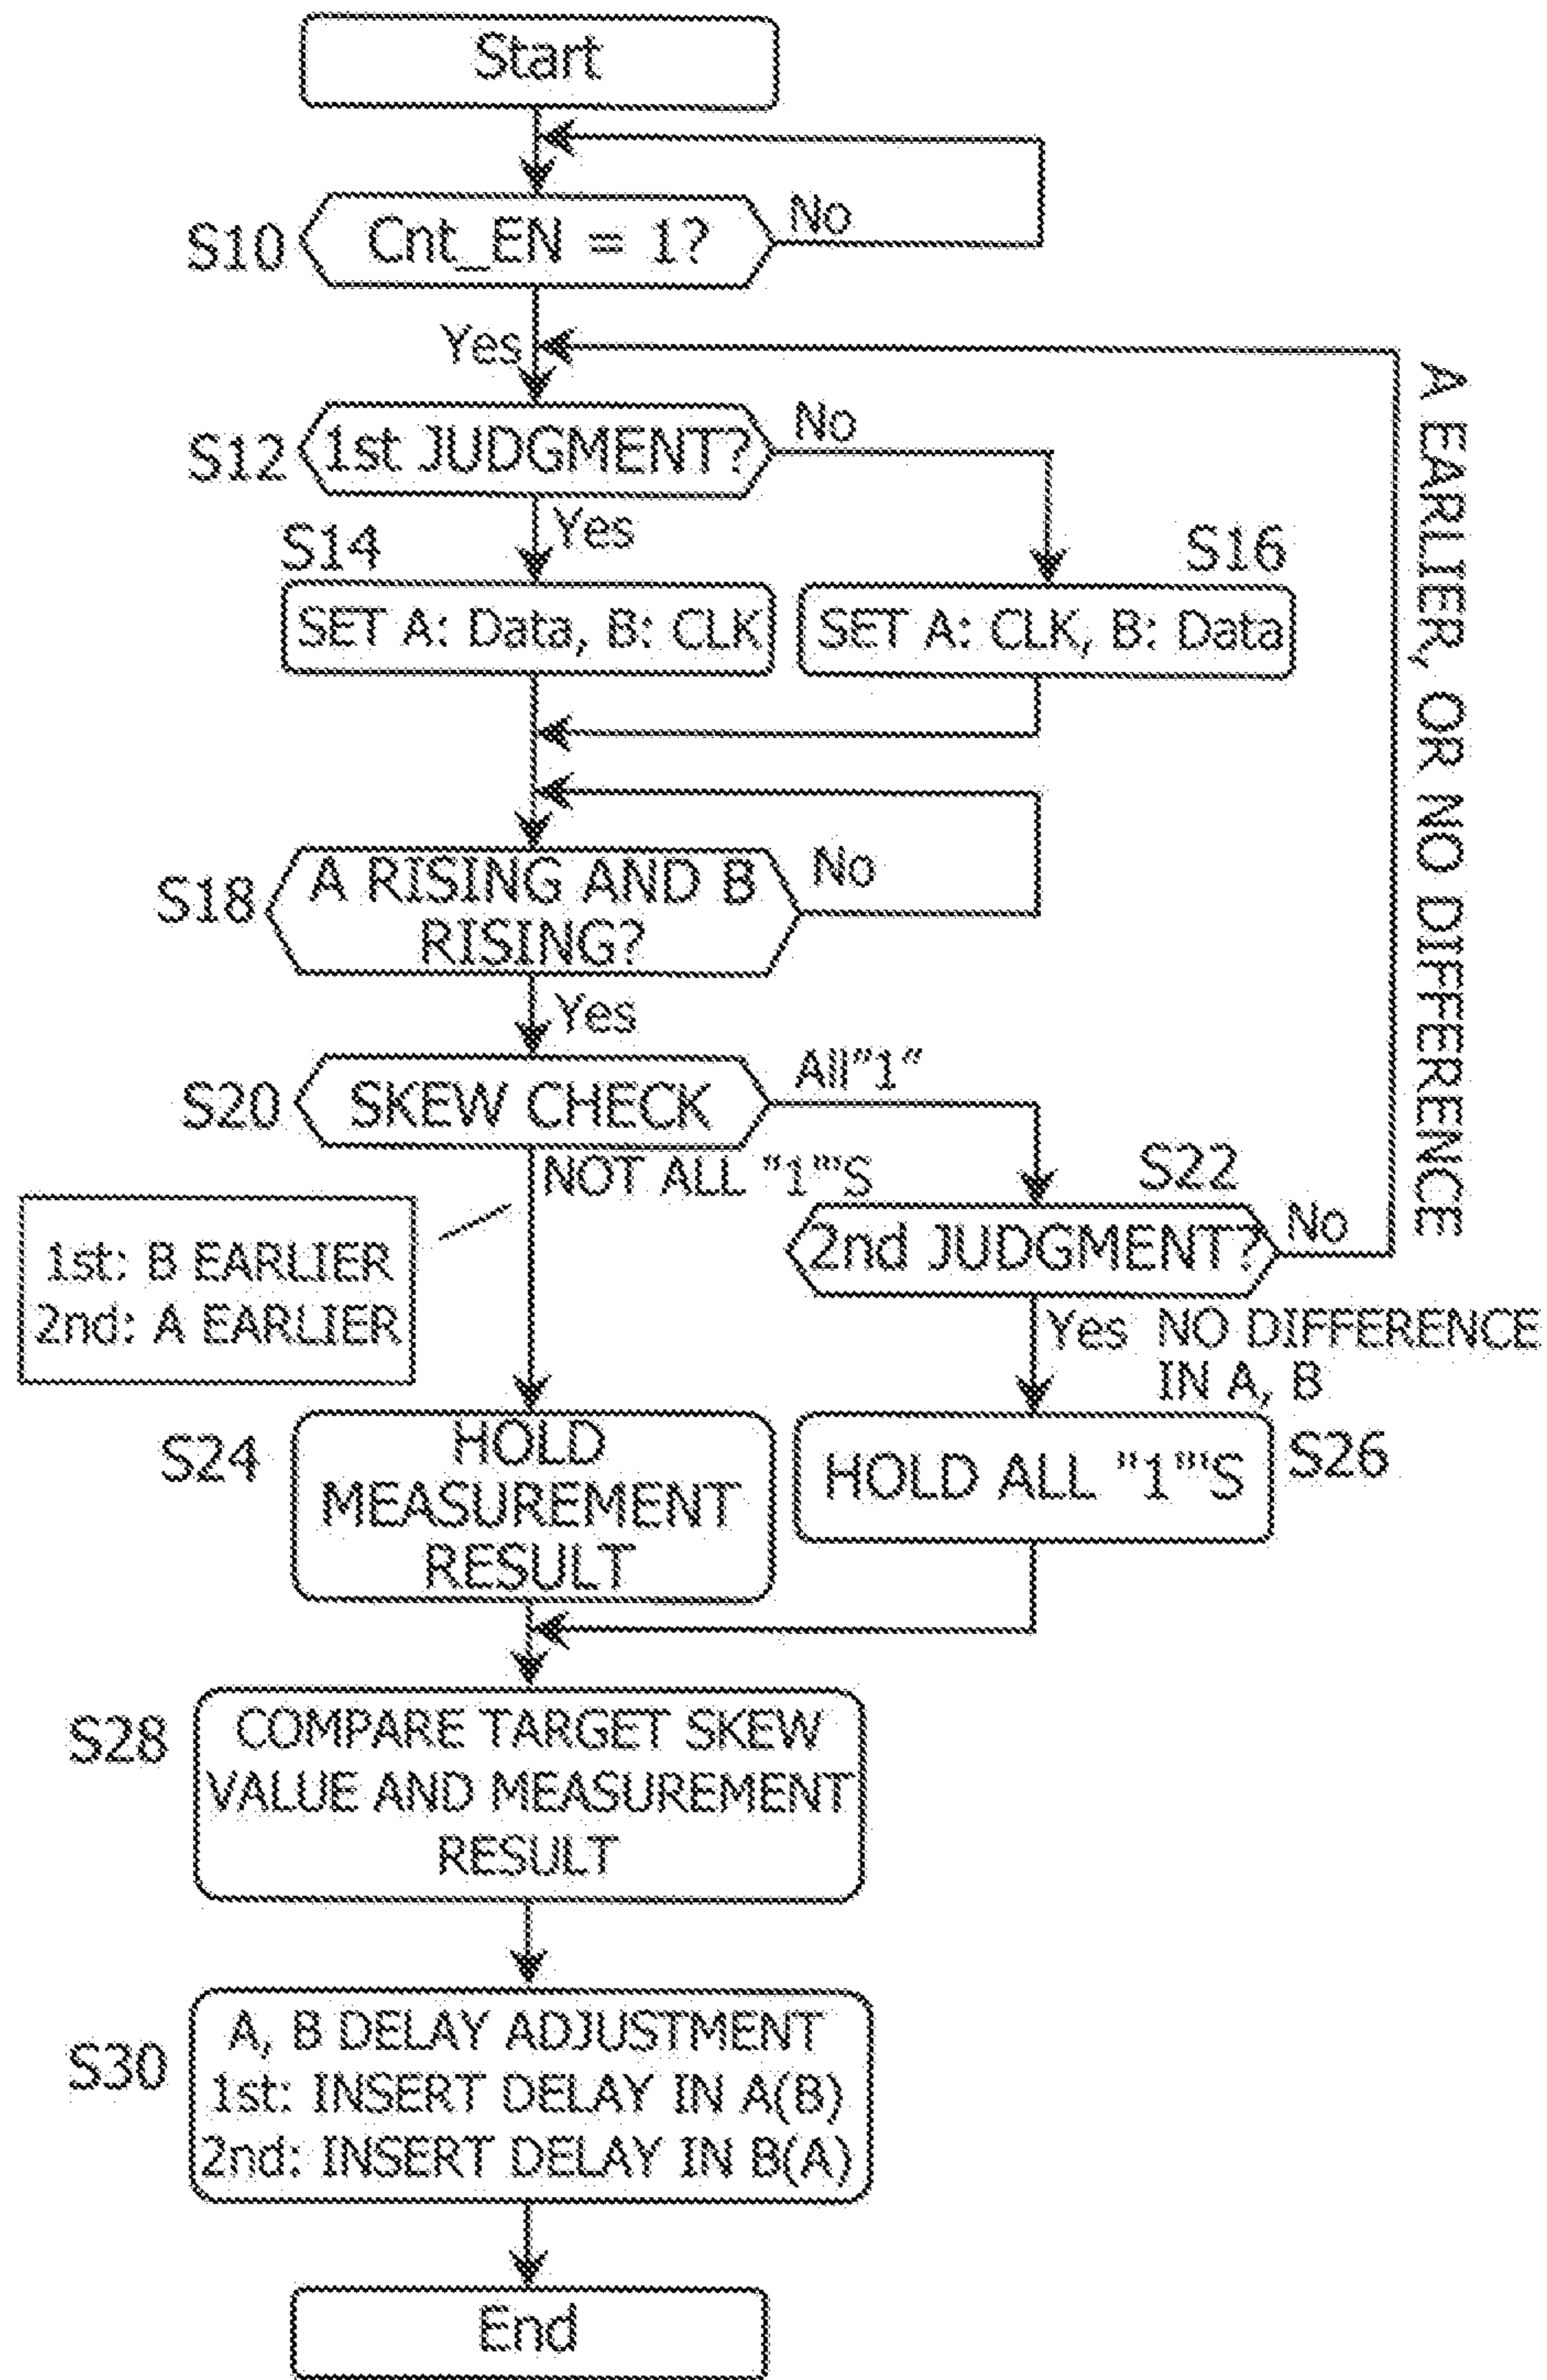 Start
S10
Cnt_EN = 1?
No
Yes
S12
1st JUDGMENT?
No
Yes
S14
SET A: Data, B: CLK
S16
SET A: CLK, B: Data
A EARLIER, OR NO DIFFERENCE
S18
A RISING AND B
RISING?
No
Yes
S20
SKEW CHECK
All"1"
NOT ALL "1"'S
1st: B EARLIER
2nd: A EARLIER
S22
2nd JUDGMENT?
No
Yes
NO DIFFERENCE
IN A, B
S24
HOLD
MEASUREMENT
RESULT
HOLD ALL "1"'S
S26
S28
COMPARE TARGET SKEW
VALUE AND MEASUREMENT
RESULT
S30
A, B DELAY ADJUSTMENT
1st: INSERT DELAY IN A(B)
2nd: INSERT DELAY IN B(A)
End